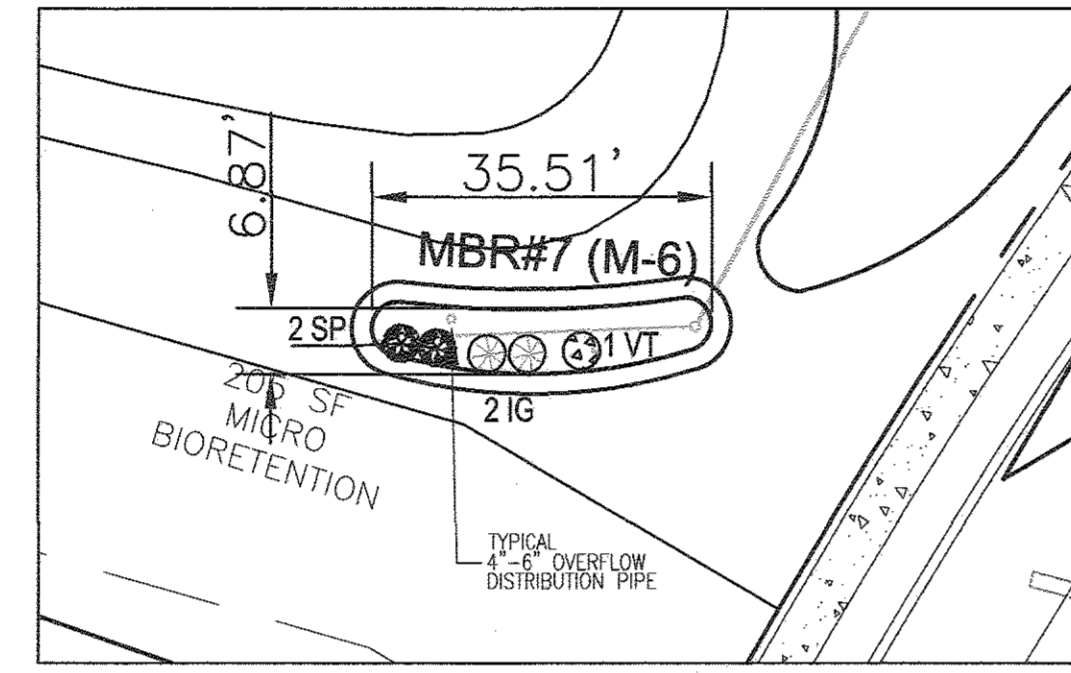 6.87'
35.51'
MBR#7 (M-6)
2 SP
1 VT
2 IG
205 SF
MICRO
BIORETENTION
TYPICAL
4"-6" OVERFLOW
DISTRIBUTION PIPE